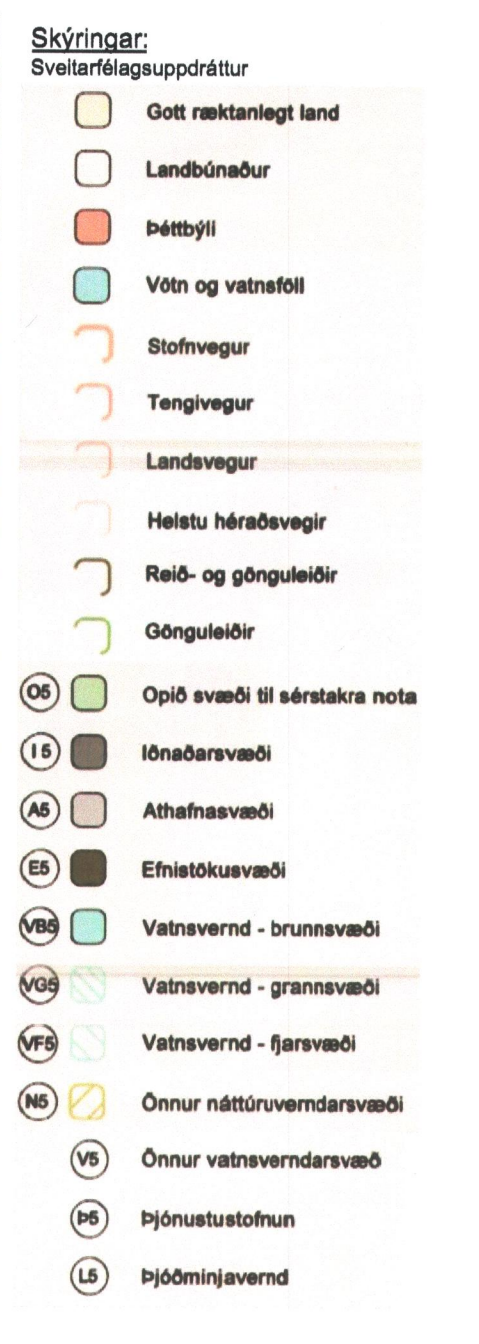 Skýringar:
Sveitarfélagsuppdráttur
Gott ræktanlegt land
Landbúnaður
Þéttbýli
Vötn og vatnsföll
Stofnvegur
Tengivegur
Landsvegur
Helstu héraðsvegir
Reið- og gönguleiðir
Gönguleiðir
O5 Opið svæði til sérstakra nota
I 5 Iðnaðarsvæði
A5 Athafnasvæði
E5 Efnistökusvæði
VB5 Vatnsvernd - brunnsvæði
VG5 Vatnsvernd - grannsvæði
VF5 Vatnsvernd - fjarsvæði
N5 Önnur náttúruverndarsvæði
V5 Önnur vatnsverndarsvæð
Þ5 Þjónustustofnun
L5 Þjóðminjavernd